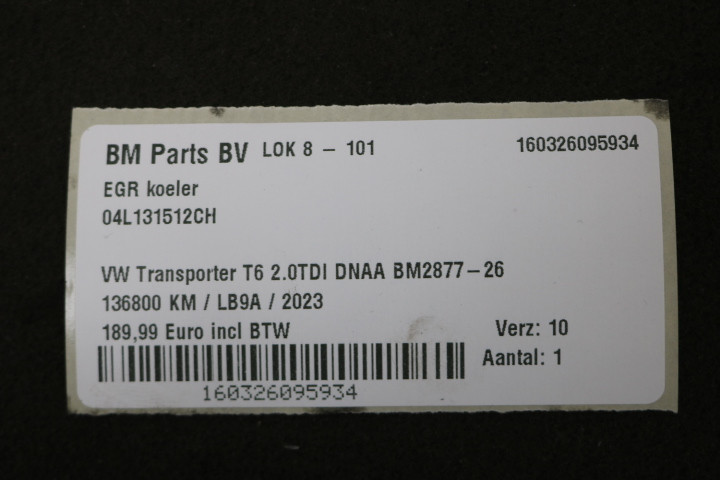 BM Parts BV LOK 8 - 101 160326095934
EGR koeler
04L131512CH
VW Transporter T6 2.0TDI DNAA BM2877-26
136800 KM / LB9A / 2023
189,99 Euro incl BTW Verz: 10
Aantal: 1
160326095934